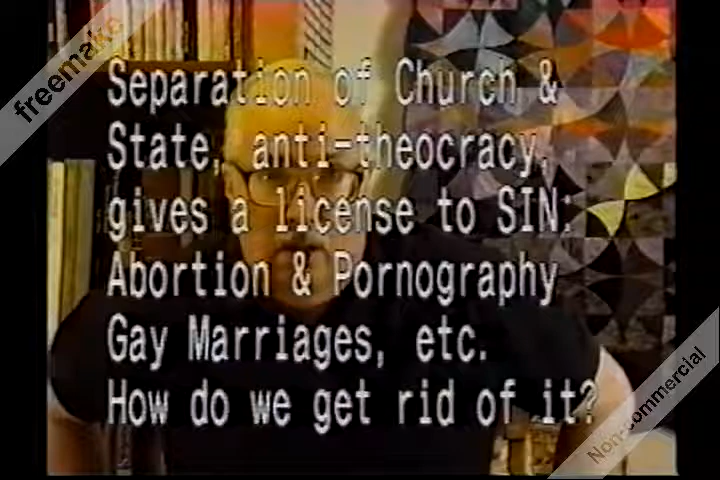 freemake
Separation of Church &
State, anti-theocracy,
gives a license to SIN:
Abortion & Pornography
Gay Marriages, etc.
How do we get rid of it?
Non-commercial